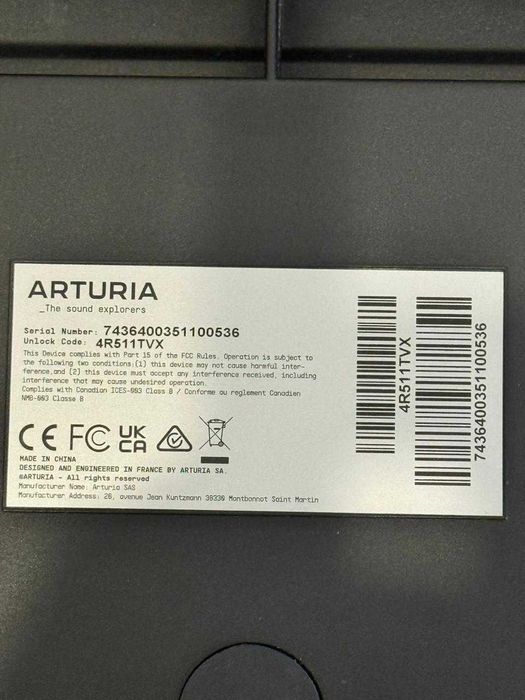 ARTURIA
_The sound explorers
Serial Number: 7436400351100536
Unlock Code: 4R511TVX
This Device complies with Part 15 of the FCC Rules. Operation is subject to
the following two conditions:(1) this device may not cause harmful inter-
ference,and (2) this device must accept any interference received, including
interference that may cause undesired operation.
Complies with Canadian ICES-003 Class B / Conforme au reglement Canadien
NMB-003 Classe B
CE FC UK CA
MADE IN CHINA
DESIGNED AND ENGINEERED IN FRANCE BY ARTURIA SA.
©ARTURIA - All rights reserved
Manufacturer Name: Arturia SAS
Manufacturer Address: 26, avenue Jean Kuntzmann 38330 Montbonnot Saint Martin
4R511TVX
7436400351100536